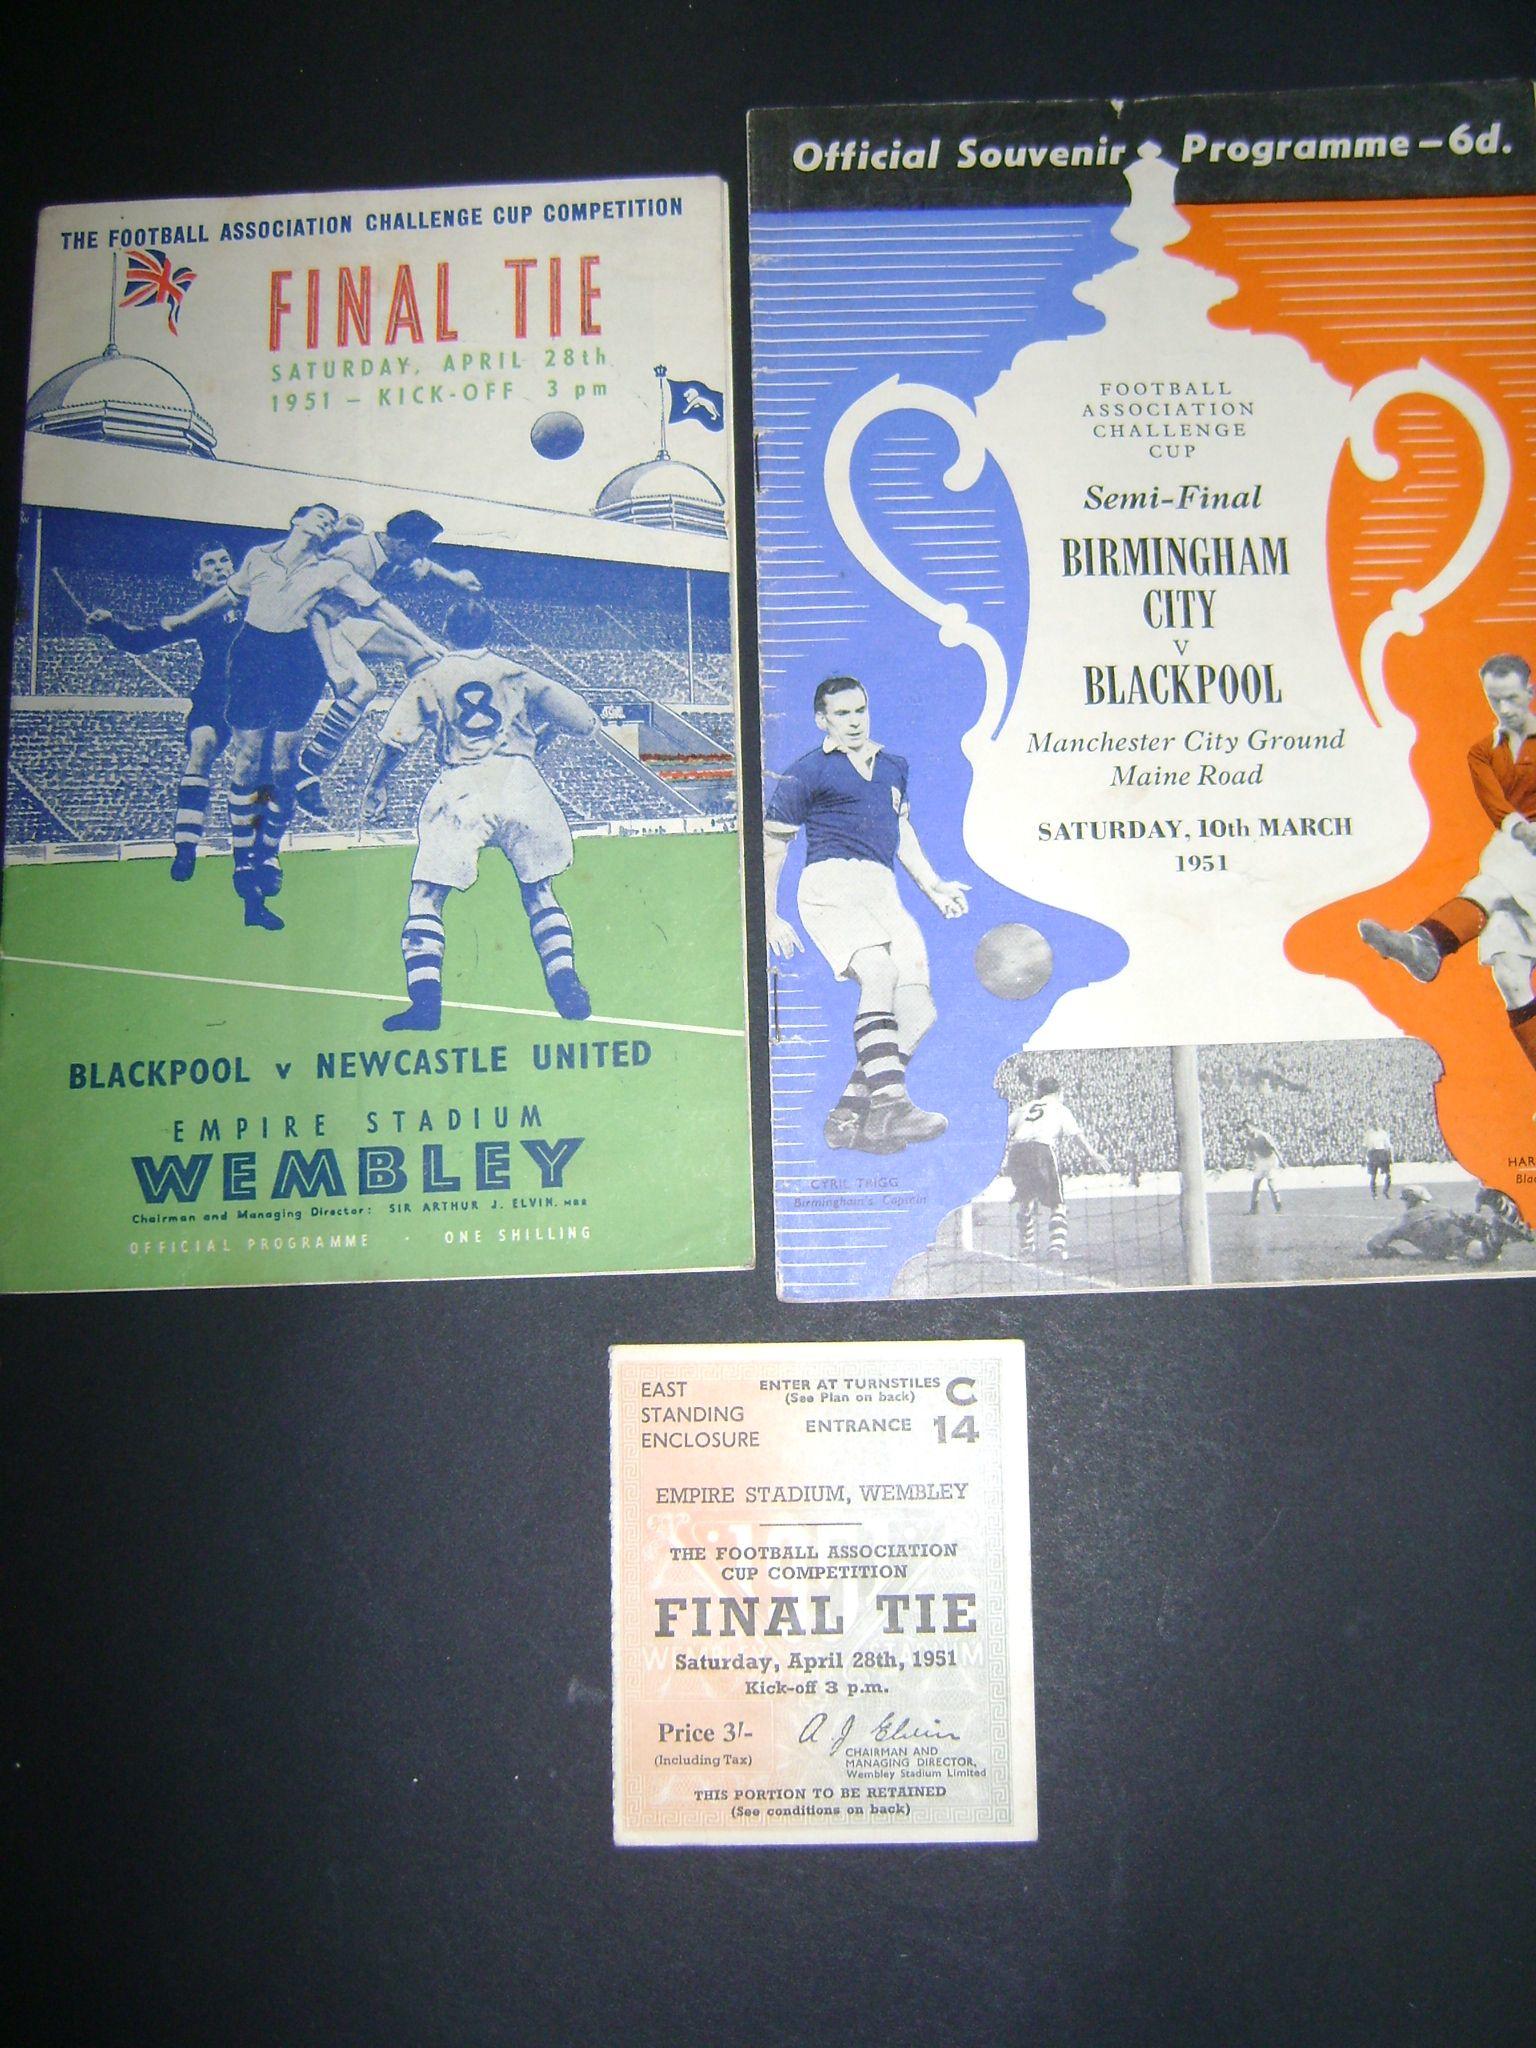 THE FOOTBALL ASSOCIATION CHALLENGE CUP COMPETITION
FINAL TIE
SATURDAY, APRIL 28th
1951 – KICK-OFF 3 pm
8
BLACKPOOL v NEWCASTLE UNITED
EMPIRE STADIUM
WEMBLEY
Chairman and Managing Director: SIR ARTHUR J. ELVIN, MBE
OFFICIAL PROGRAMME · ONE SHILLING
Official Souvenir Programme – 6d.
FOOTBALL
ASSOCIATION
CHALLENGE
CUP
Semi-Final
BIRMINGHAM
CITY
v
BLACKPOOL
Manchester City Ground
Maine Road
SATURDAY, 10th MARCH
1951
5
CYRIL TRIGG
Birmingham's Captain
HAR
Blac
EAST
STANDING
ENCLOSURE
ENTER AT TURNSTILES C
(See Plan on back)
ENTRANCE 14
EMPIRE STADIUM, WEMBLEY
THE FOOTBALL ASSOCIATION
CUP COMPETITION
FINAL TIE
WEMBLEY STADIUM
Saturday, April 28th, 1951
Kick-off 3 p.m.
Price 3/-
(Including Tax)
A J Elvin
CHAIRMAN AND
MANAGING DIRECTOR,
Wembley Stadium Limited
THIS PORTION TO BE RETAINED
(See conditions on back)